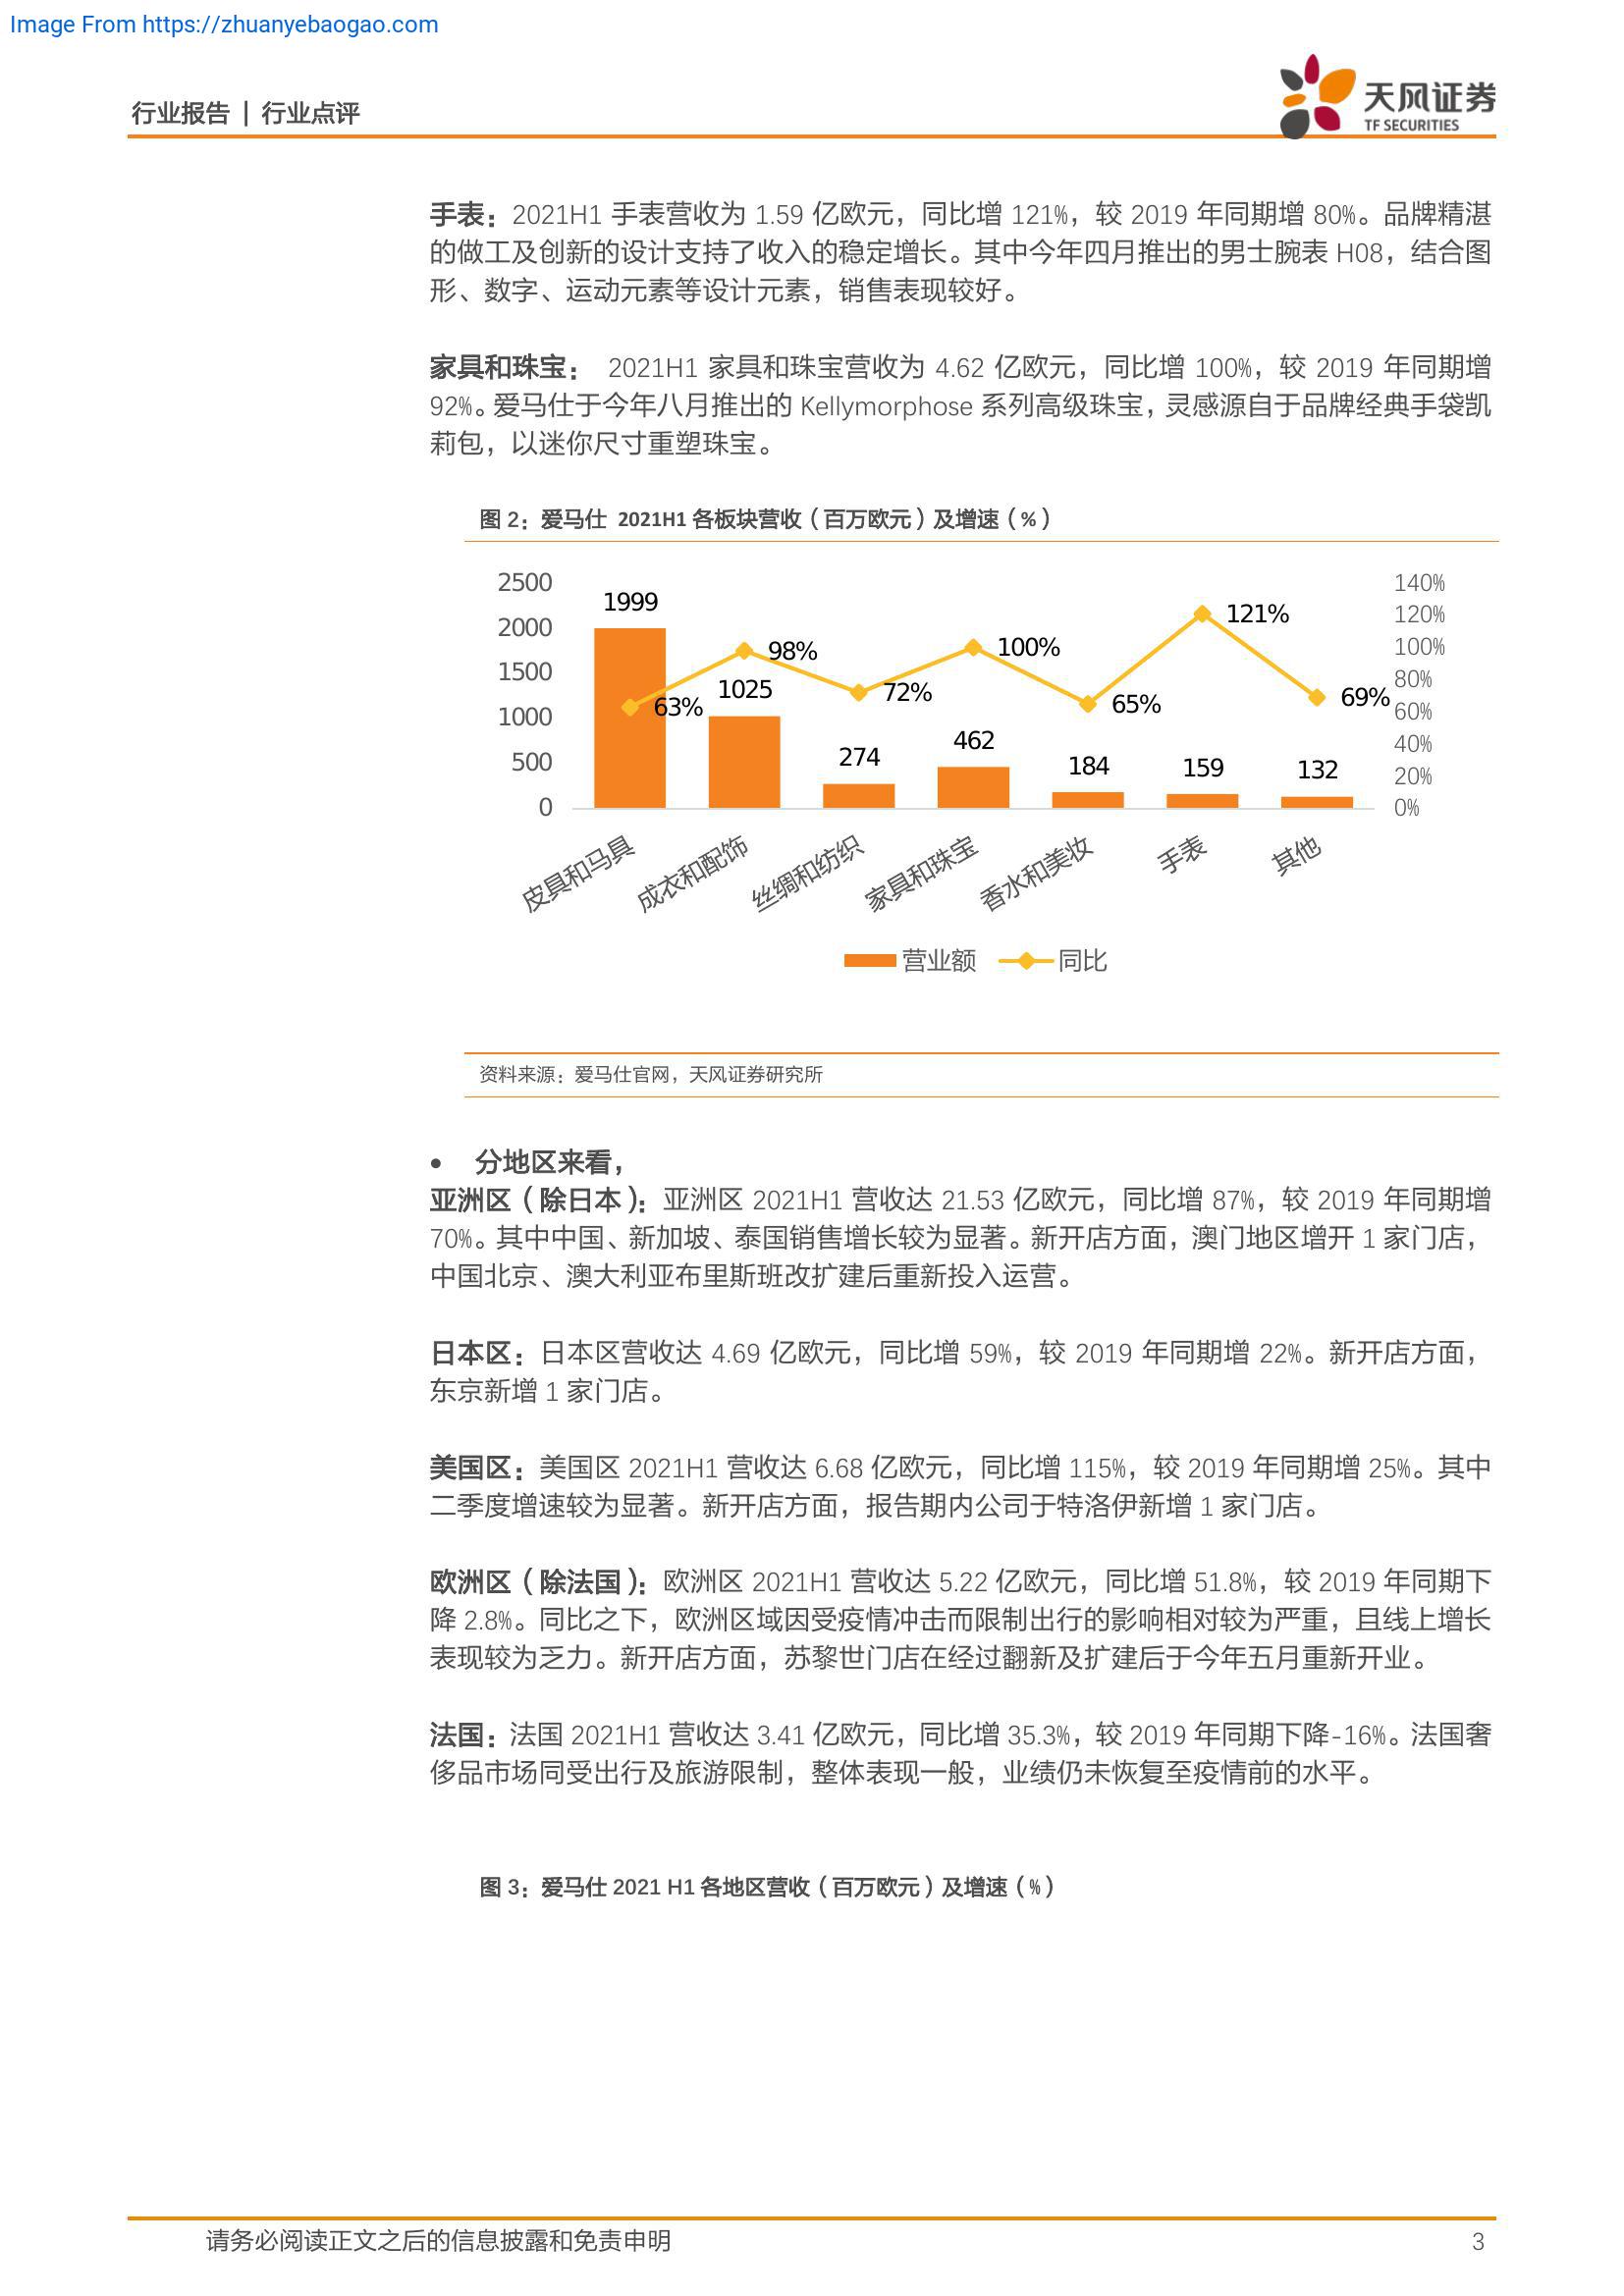 Image From https://zhuanyebaogao.com
行业报告 | 行业点评
天风证券
TF SECURITIES
手表：2021H1 手表营收为 1.59 亿欧元，同比增 121%，较 2019 年同期增 80%。品牌精湛
的做工及创新的设计支持了收入的稳定增长。其中今年四月推出的男士腕表 H08，结合图
形、数字、运动元素等设计元素，销售表现较好。
家具和珠宝： 2021H1 家具和珠宝营收为 4.62 亿欧元，同比增 100%，较 2019 年同期增
92%。爱马仕于今年八月推出的 Kellymorphose 系列高级珠宝，灵感源自于品牌经典手袋凯
莉包，以迷你尺寸重塑珠宝。
图 2：爱马仕 2021H1 各板块营收（百万欧元）及增速（%）
2500
2000
1500
1000
500
0
1999
1025
274
462
184
159
132
63%
98%
72%
100%
65%
121%
69%
140%
120%
100%
80%
60%
40%
20%
0%
皮具和马具
成衣和配饰
丝绸和纺织
家具和珠宝
香水和美妆
手表
其他
营业额
同比
资料来源：爱马仕官网，天风证券研究所
• 分地区来看，
亚洲区（除日本）：亚洲区 2021H1 营收达 21.53 亿欧元，同比增 87%，较 2019 年同期增
70%。其中中国、新加坡、泰国销售增长较为显著。新开店方面，澳门地区增开 1 家门店，
中国北京、澳大利亚布里斯班改扩建后重新投入运营。
日本区：日本区营收达 4.69 亿欧元，同比增 59%，较 2019 年同期增 22%。新开店方面，
东京新增 1 家门店。
美国区：美国区 2021H1 营收达 6.68 亿欧元，同比增 115%，较 2019 年同期增 25%。其中
二季度增速较为显著。新开店方面，报告期内公司于特洛伊新增 1 家门店。
欧洲区（除法国）：欧洲区 2021H1 营收达 5.22 亿欧元，同比增 51.8%，较 2019 年同期下
降 2.8%。同比之下，欧洲区域因受疫情冲击而限制出行的影响相对较为严重，且线上增长
表现较为乏力。新开店方面，苏黎世门店在经过翻新及扩建后于今年五月重新开业。
法国：法国 2021H1 营收达 3.41 亿欧元，同比增 35.3%，较 2019 年同期下降-16%。法国奢
侈品市场同受出行及旅游限制，整体表现一般，业绩仍未恢复至疫情前的水平。
图 3：爱马仕 2021 H1 各地区营收（百万欧元）及增速（%）
请务必阅读正文之后的信息披露和免责申明
3